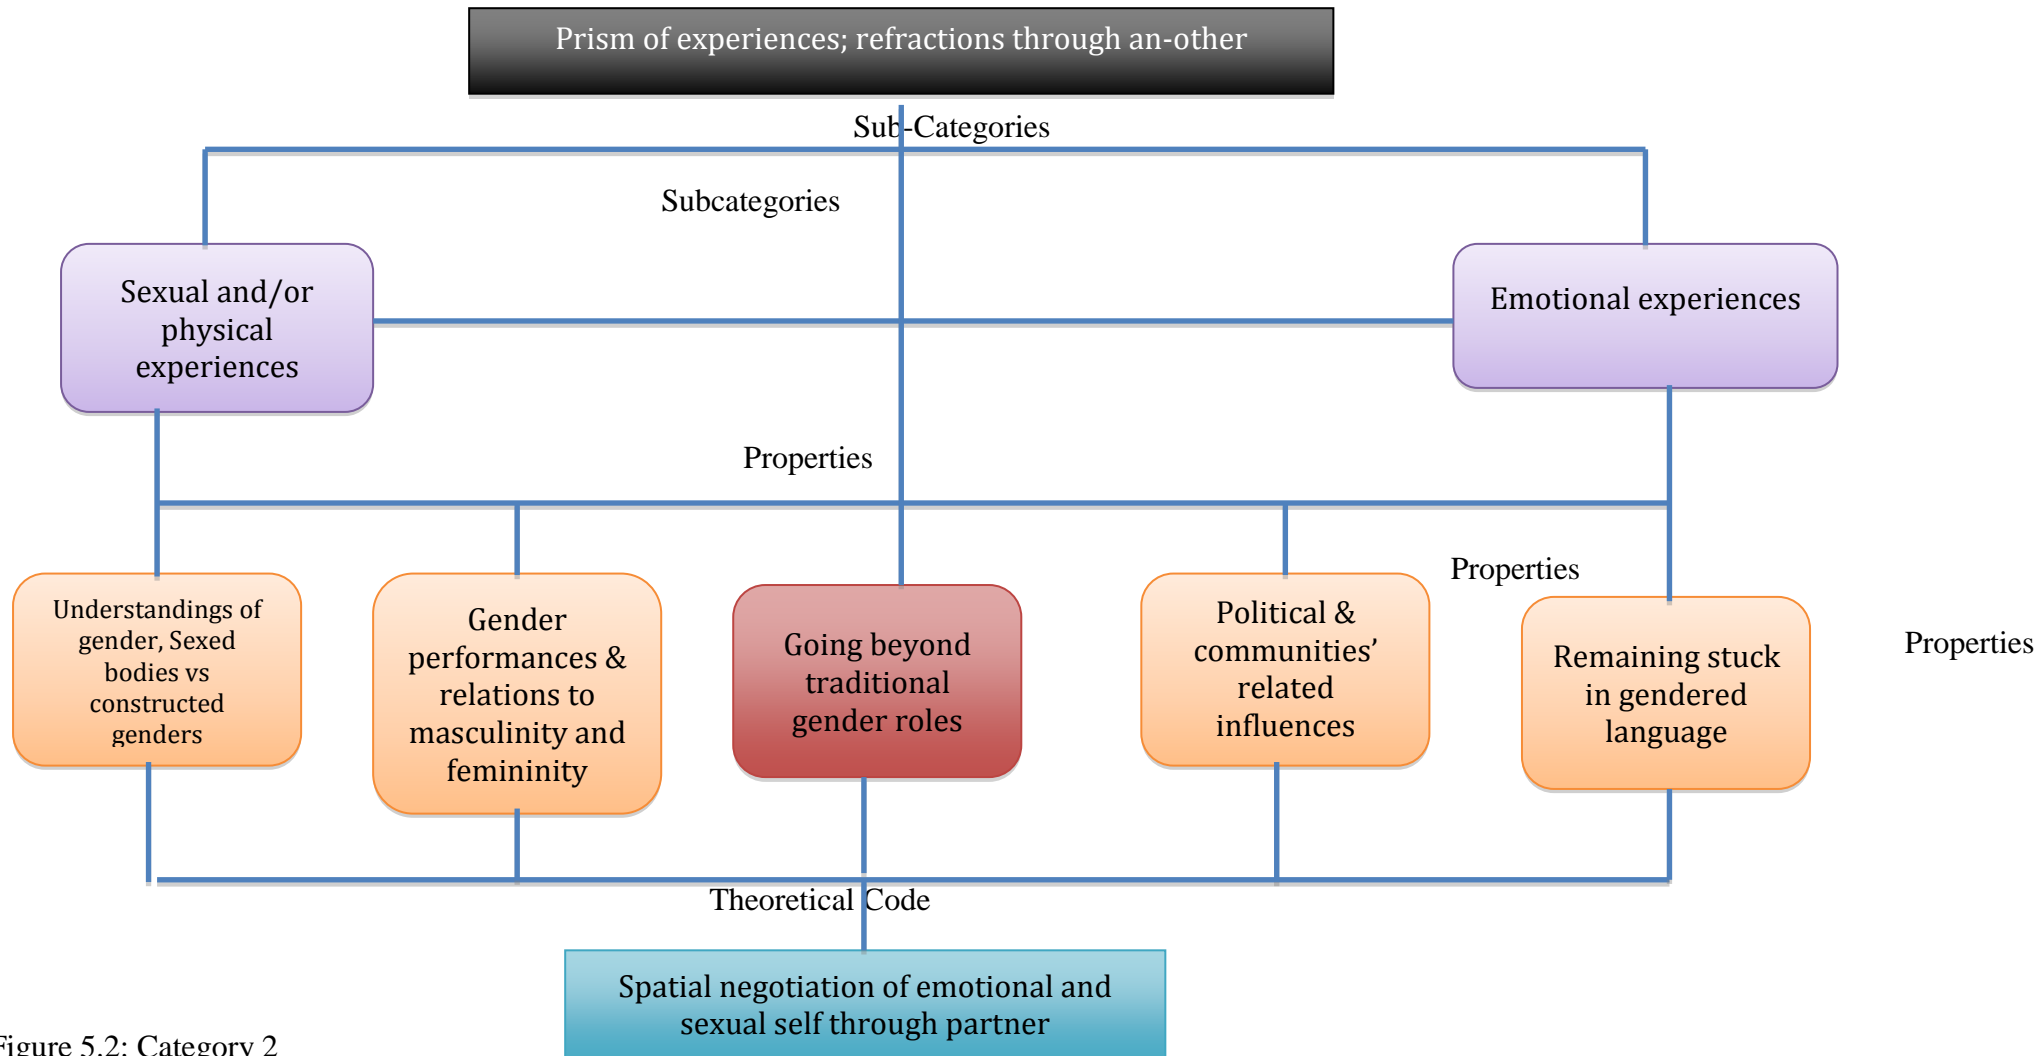 Prism of experiences; refractions through an-other
Sub-Categories
Subcategories
Sexual and/or
physical
experiences
Emotional experiences
Properties
Properties
Properties
Understandings of
gender, Sexed
bodies vs
constructed
genders
Gender
performances &
relations to
masculinity and
femininity
Going beyond
traditional
gender roles
Political &
communities’
related
influences
Remaining stuck
in gendered
language
Theoretical Code
Spatial negotiation of emotional and
sexual self through partner
Figure 5.2: Category 2